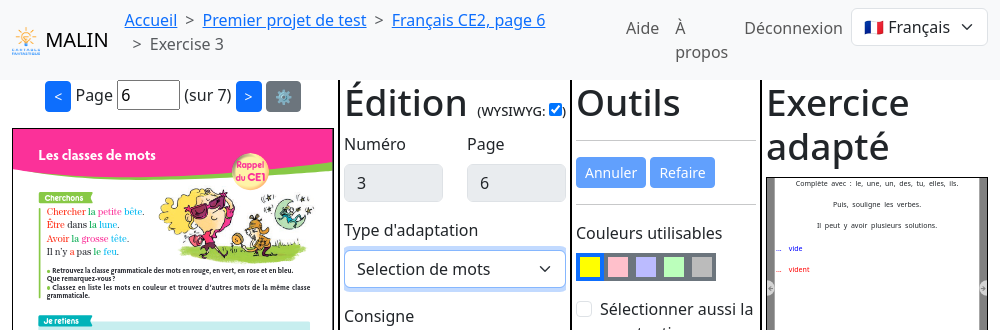 MALIN
Accueil > Premier projet de test > Français CE2, page 6
> Exercise 3
Aide
À propos
Déconnexion
Français
< Page 6 (sur 7) >
Les classes de mots
Rappel
du CE1
Cherchons
Chercher la petite bête.
Être dans la lune.
Avoir la grosse tête.
Il n'y a pas le feu.
• Retrouvez la classe grammaticale des mots en rouge, en vert, en rose et en bleu.
Que remarquez-vous ?
• Classez en liste les mots en couleur et trouvez d'autres mots de la même classe
grammaticale.
Je retiens
Édition (WYSIWYG: )
Numéro
Page
3
6
Type d'adaptation
Selection de mots
Consigne
Outils
Annuler
Refaire
Couleurs utilisables
Sélectionner aussi la
Exercice
adapté
Complète avec : le, une, un, des, tu, elles, ils.
Puis, souligne les verbes.
Il peut y avoir plusieurs solutions.
... vide
... vident